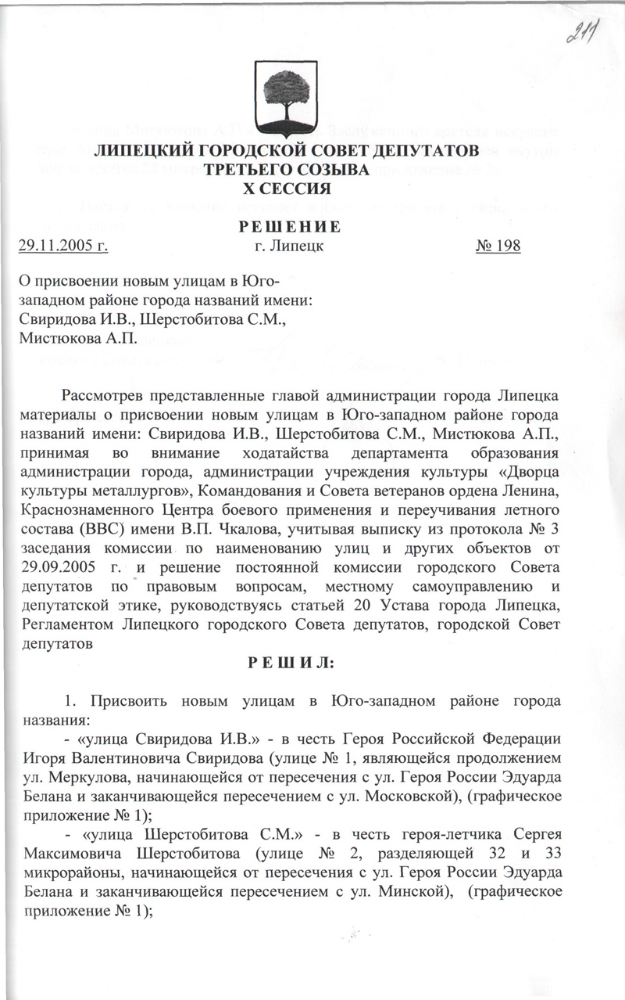 211
ЛИПЕЦКИЙ ГОРОДСКОЙ СОВЕТ ДЕПУТАТОВ
ТРЕТЬЕГО СОЗЫВА
X СЕССИЯ
РЕШЕНИЕ
29.11.2005 г. г. Липецк № 198
О присвоении новым улицам в Юго-
западном районе города названий имени:
Свиридова И.В., Шерстобитова С.М.,
Мистюкова А.П.
Рассмотрев представленные главой администрации города Липецка
материалы о присвоении новым улицам в Юго-западном районе города
названий имени: Свиридова И.В., Шерстобитова С.М., Мистюкова А.П.,
принимая во внимание ходатайства департамента образования
администрации города, администрации учреждения культуры «Дворца
культуры металлургов», Командования и Совета ветеранов ордена Ленина,
Краснознаменного Центра боевого применения и переучивания летного
состава (ВВС) имени В.П. Чкалова, учитывая выписку из протокола № 3
заседания комиссии по наименованию улиц и других объектов от
29.09.2005 г. и решение постоянной комиссии городского Совета
депутатов по правовым вопросам, местному самоуправлению и
депутатской этике, руководствуясь статьей 20 Устава города Липецка,
Регламентом Липецкого городского Совета депутатов, городской Совет
депутатов
Р Е Ш И Л:
1. Присвоить новым улицам в Юго-западном районе города
названия:
- «улица Свиридова И.В.» - в честь Героя Российской Федерации
Игоря Валентиновича Свиридова (улице № 1, являющейся продолжением
ул. Меркулова, начинающейся от пересечения с ул. Героя России Эдуарда
Белана и заканчивающейся пересечением с ул. Московской), (графическое
приложение № 1);
- «улица Шерстобитова С.М.» - в честь героя-летчика Сергея
Максимовича Шерстобитова (улице № 2, разделяющей 32 и 33
микрорайоны, начинающейся от пересечения с ул. Героя России Эдуарда
Белана и заканчивающейся пересечением с ул. Минской), (графическое
приложение № 1);